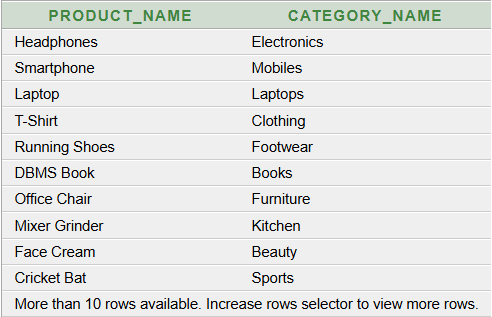 PRODUCT_NAME CATEGORY_NAME
Headphones Electronics
Smartphone Mobiles
Laptop Laptops
T-Shirt Clothing
Running Shoes Footwear
DBMS Book Books
Office Chair Furniture
Mixer Grinder Kitchen
Face Cream Beauty
Cricket Bat Sports
More than 10 rows available. Increase rows selector to view more rows.